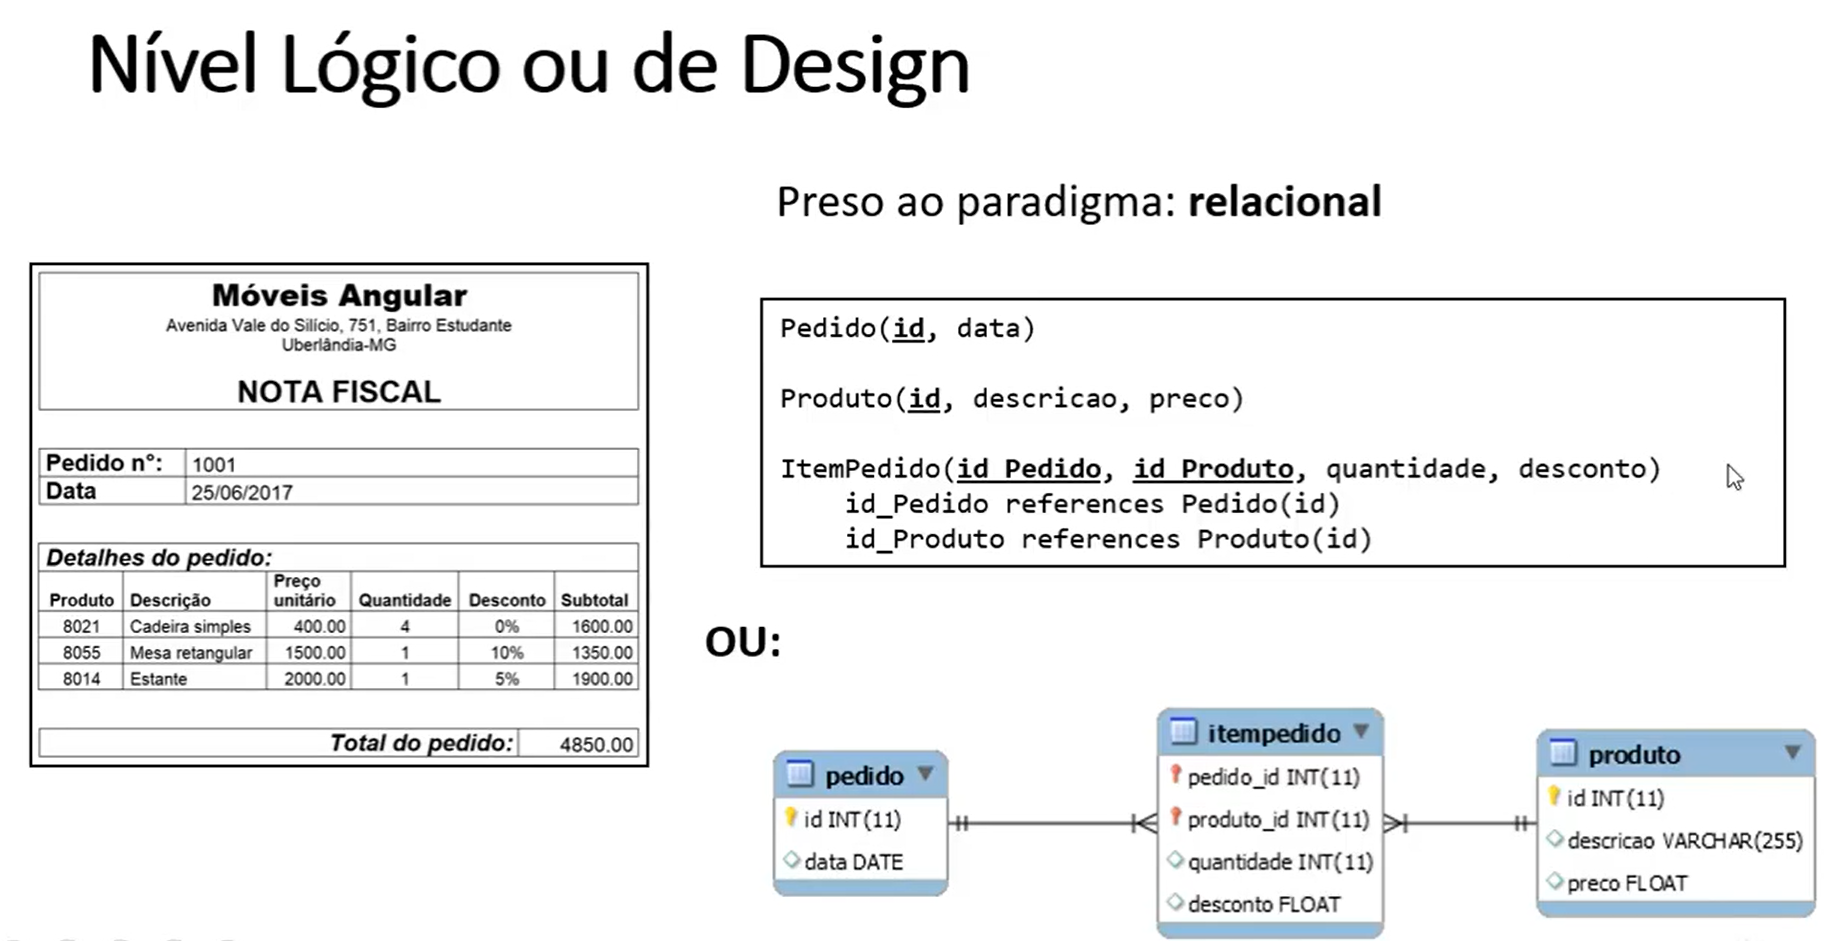 Nível Lógico ou de Design
Preso ao paradigma: relacional
Móveis Angular
Avenida Vale do Silício, 751, Bairro Estudante
Uberlândia-MG
NOTA FISCAL
Pedido n°: 1001
Data 25/06/2017
Detalhes do pedido:
Produto Descrição Preço unitário Quantidade Desconto Subtotal
8021 Cadeira simples 400.00 4 0% 1600.00
8055 Mesa retangular 1500.00 1 10% 1350.00
8014 Estante 2000.00 1 5% 1900.00
Total do pedido: 4850.00
Pedido(id, data)
Produto(id, descricao, preco)
ItemPedido(id_Pedido, id_Produto, quantidade, desconto)
id_Pedido references Pedido(id)
id_Produto references Produto(id)
OU:
pedido
id INT(11)
data DATE
itempedido
pedido_id INT(11)
produto_id INT(11)
quantidade INT(11)
desconto FLOAT
produto
id INT(11)
descricao VARCHAR(255)
preco FLOAT